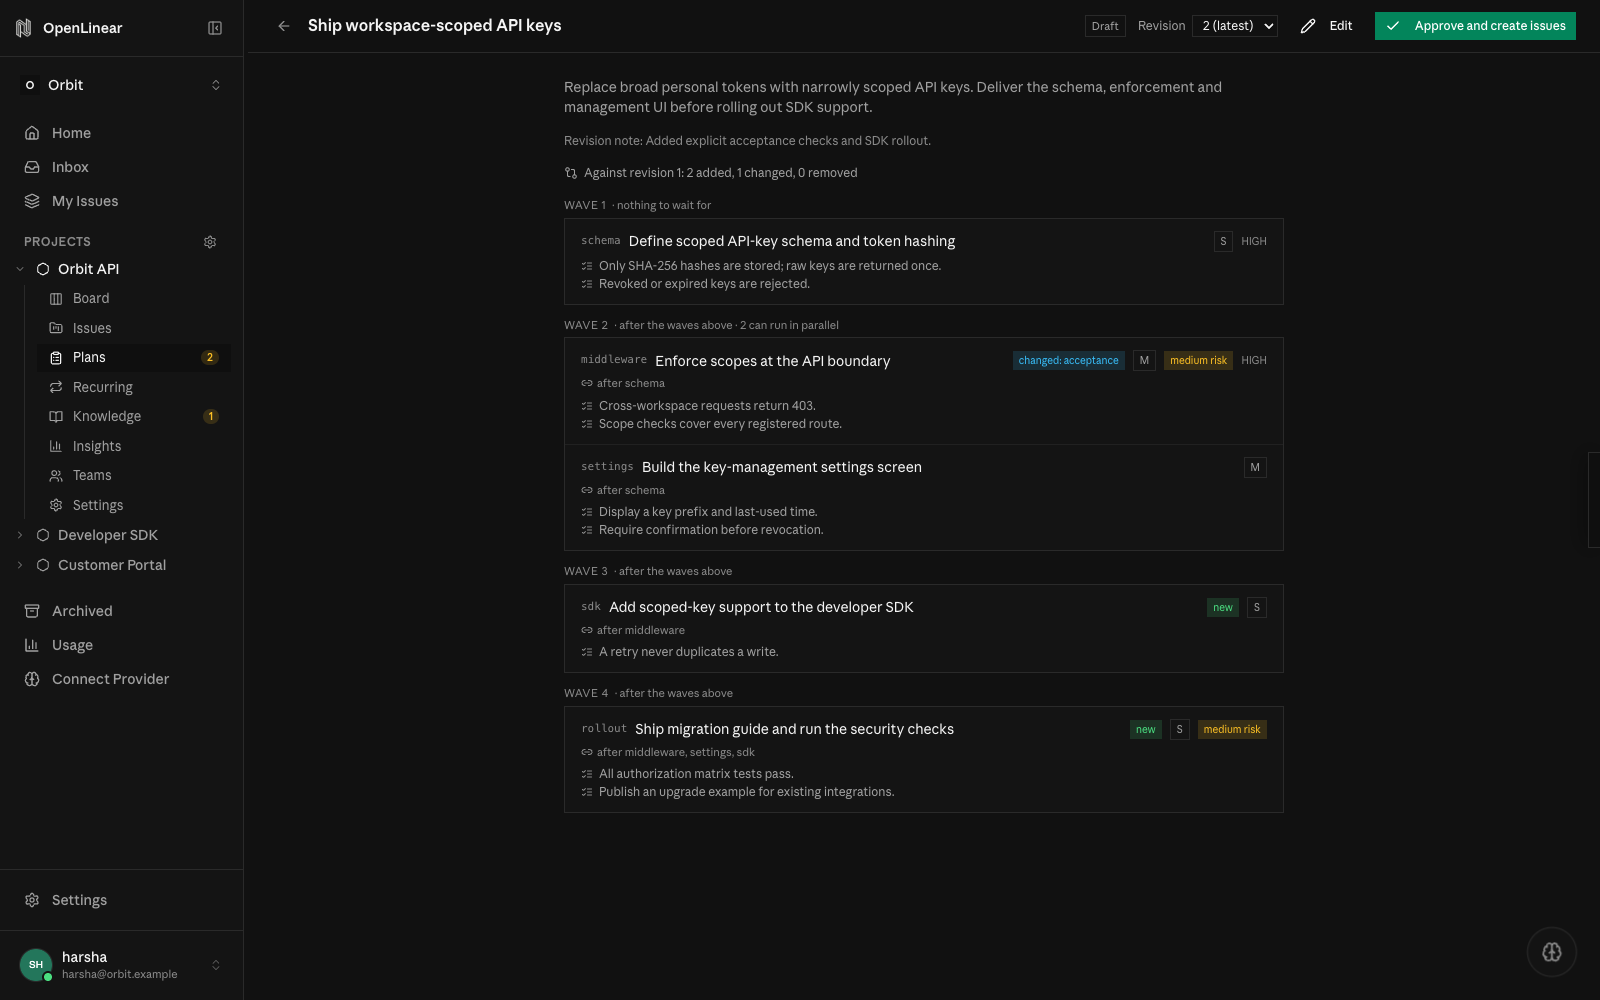 OpenLinear
O Orbit
Home
Inbox
My Issues
PROJECTS
Orbit API
Board
Issues
Plans 2
Recurring
Knowledge 1
Insights
Teams
Settings
Developer SDK
Customer Portal
Archived
Usage
Connect Provider
Settings
SH harsha
harsha@orbit.example
Ship workspace-scoped API keys
Draft Revision 2 (latest) Edit Approve and create issues
Replace broad personal tokens with narrowly scoped API keys. Deliver the schema, enforcement and
management UI before rolling out SDK support.
Revision note: Added explicit acceptance checks and SDK rollout.
Against revision 1: 2 added, 1 changed, 0 removed
WAVE 1 · nothing to wait for
schema Define scoped API-key schema and token hashing S HIGH
Only SHA-256 hashes are stored; raw keys are returned once.
Revoked or expired keys are rejected.
WAVE 2 · after the waves above · 2 can run in parallel
middleware Enforce scopes at the API boundary changed: acceptance M medium risk HIGH
after schema
Cross-workspace requests return 403.
Scope checks cover every registered route.
settings Build the key-management settings screen M
after schema
Display a key prefix and last-used time.
Require confirmation before revocation.
WAVE 3 · after the waves above
sdk Add scoped-key support to the developer SDK new S
after middleware
A retry never duplicates a write.
WAVE 4 · after the waves above
rollout Ship migration guide and run the security checks new S medium risk
after middleware, settings, sdk
All authorization matrix tests pass.
Publish an upgrade example for existing integrations.